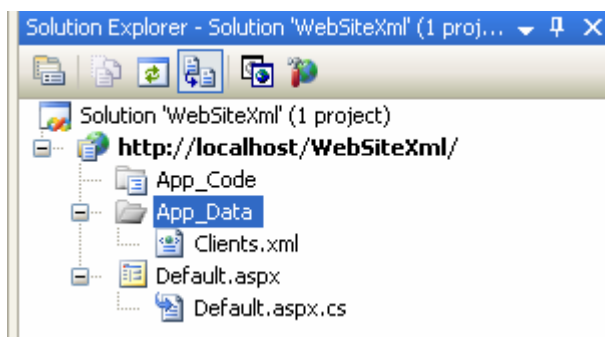 Solution Explorer - Solution 'WebSiteXml' (1 proj...
Solution 'WebSiteXml' (1 project)
http://localhost/WebSiteXml/
App_Code
App_Data
Clients.xml
Default.aspx
Default.aspx.cs